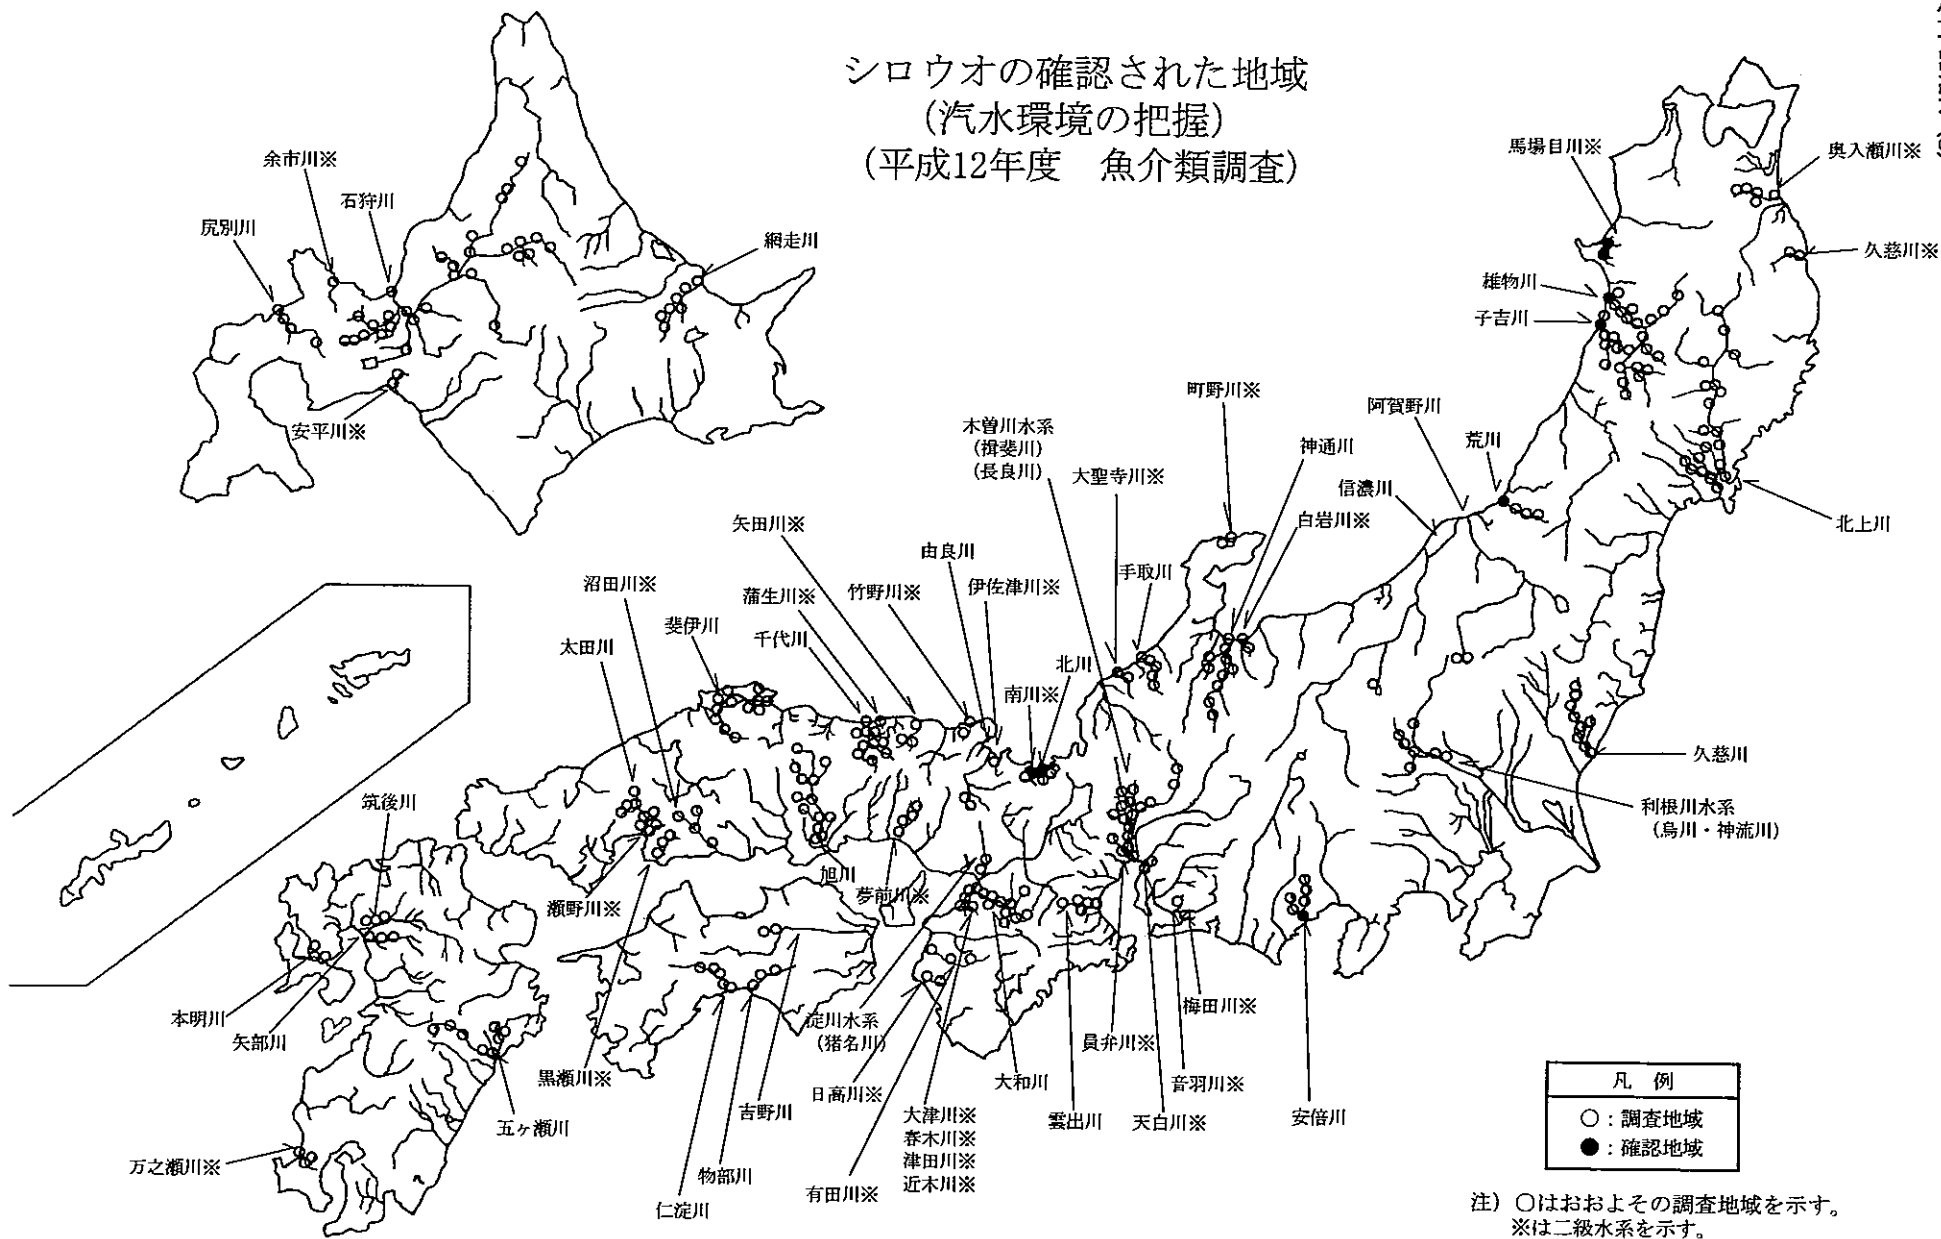 シロウオの確認された地域
(汽水環境の把握)
(平成12年度　魚介類調査)
余市川※
石狩川
尻別川
網走川
安平川※
馬場目川※
奥入瀬川※
久慈川※
雄物川
子吉川
町野川※
阿賀野川
荒川
木曽川水系
(揖斐川)
(長良川)
神通川
大聖寺川※
信濃川
白岩川※
北上川
矢田川※
由良川
手取川
沼田川※
蒲生川※
竹野川※
伊佐津川※
斐伊川
千代川
太田川
北川
南川※
久慈川
筑後川
利根川水系
(烏川・神流川)
旭川
夢前川※
瀬野川※
本明川
矢部川
淀川水系
(猪名川)
梅田川※
員弁川※
黒瀬川※
吉野川
日高川※
大和川
音羽川※
五ヶ瀬川
大津川※
春木川※
津田川※
近木川※
雲出川
天白川※
安倍川
万之瀬川※
物部川
有田川※
仁淀川
凡　例
○：調査地域
●：確認地域
注）○はおおよその調査地域を示す。
※は二級水系を示す。